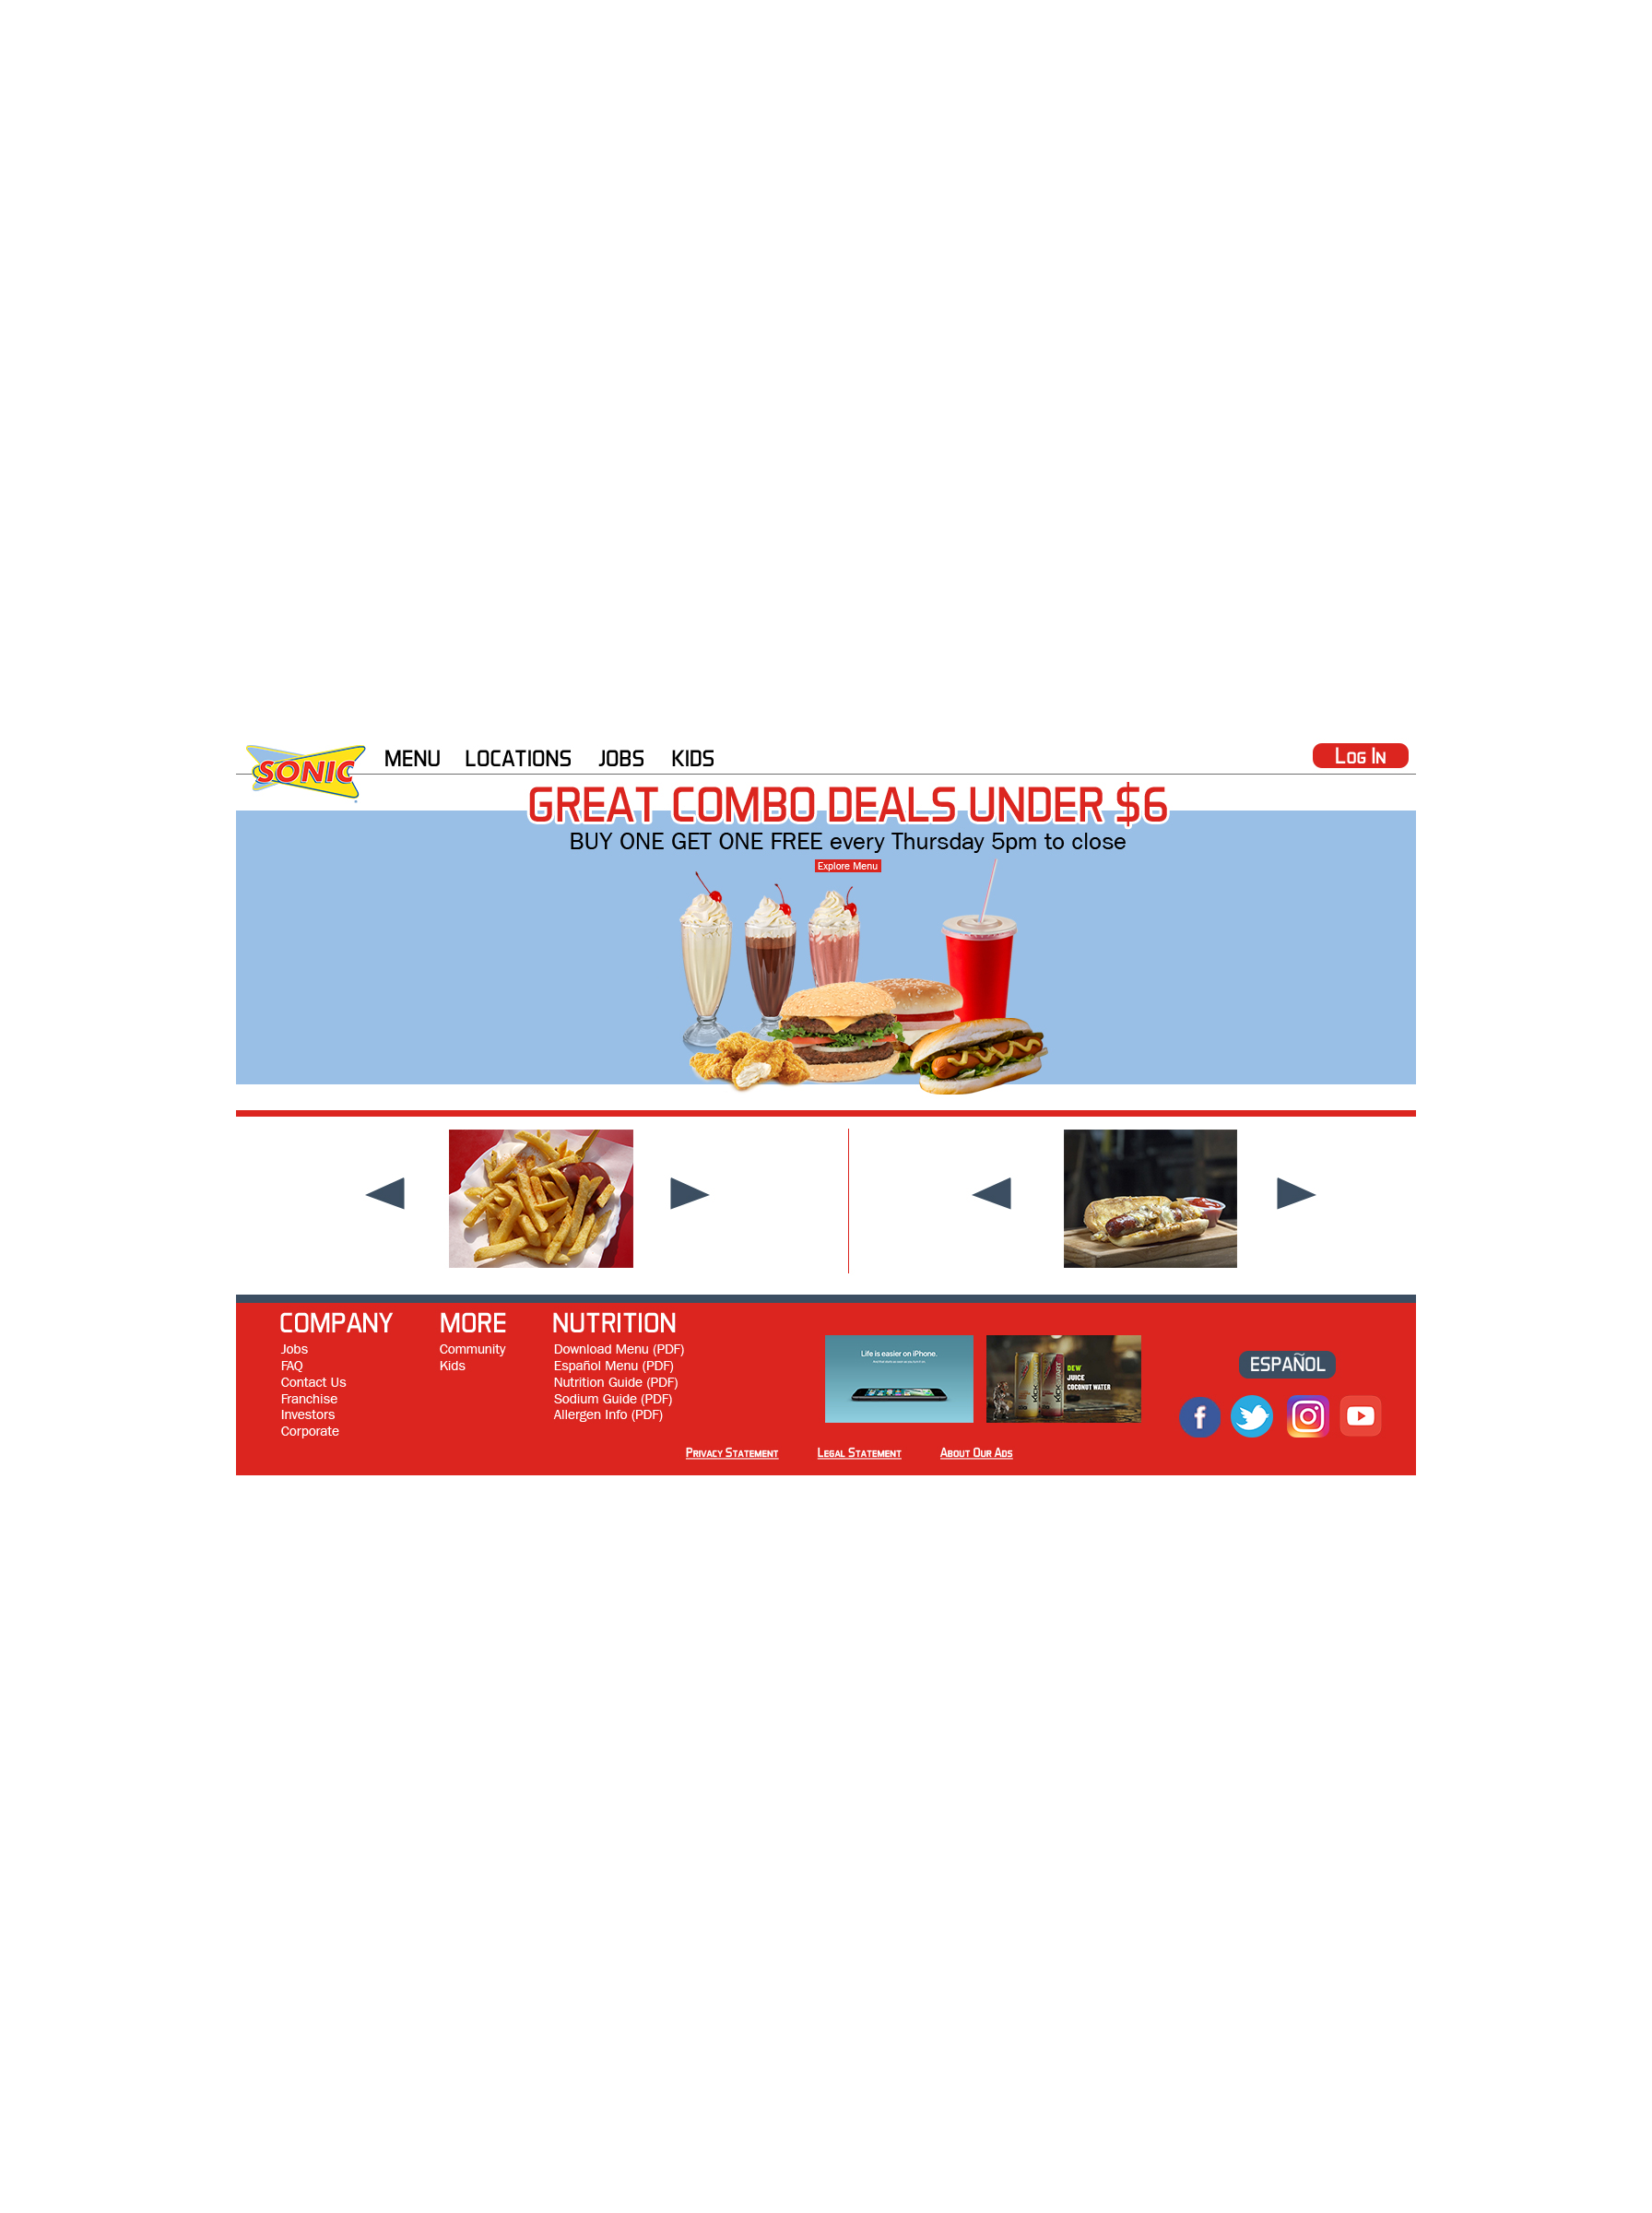 SONIC
MENU LOCATIONS JOBS KIDS
Log In
GREAT COMBO DEALS UNDER $6
BUY ONE GET ONE FREE every Thursday 5pm to close
Explore Menu
COMPANY
Jobs
FAQ
Contact Us
Franchise
Investors
Corporate
MORE
Community
Kids
NUTRITION
Download Menu (PDF)
Español Menu (PDF)
Nutrition Guide (PDF)
Sodium Guide (PDF)
Allergen Info (PDF)
Life is easier on iPhone.
KICKSTART
KICKSTART
DEW
JUICE
COCONUT WATER
ESPAÑOL
Privacy Statement Legal Statement About Our Ads